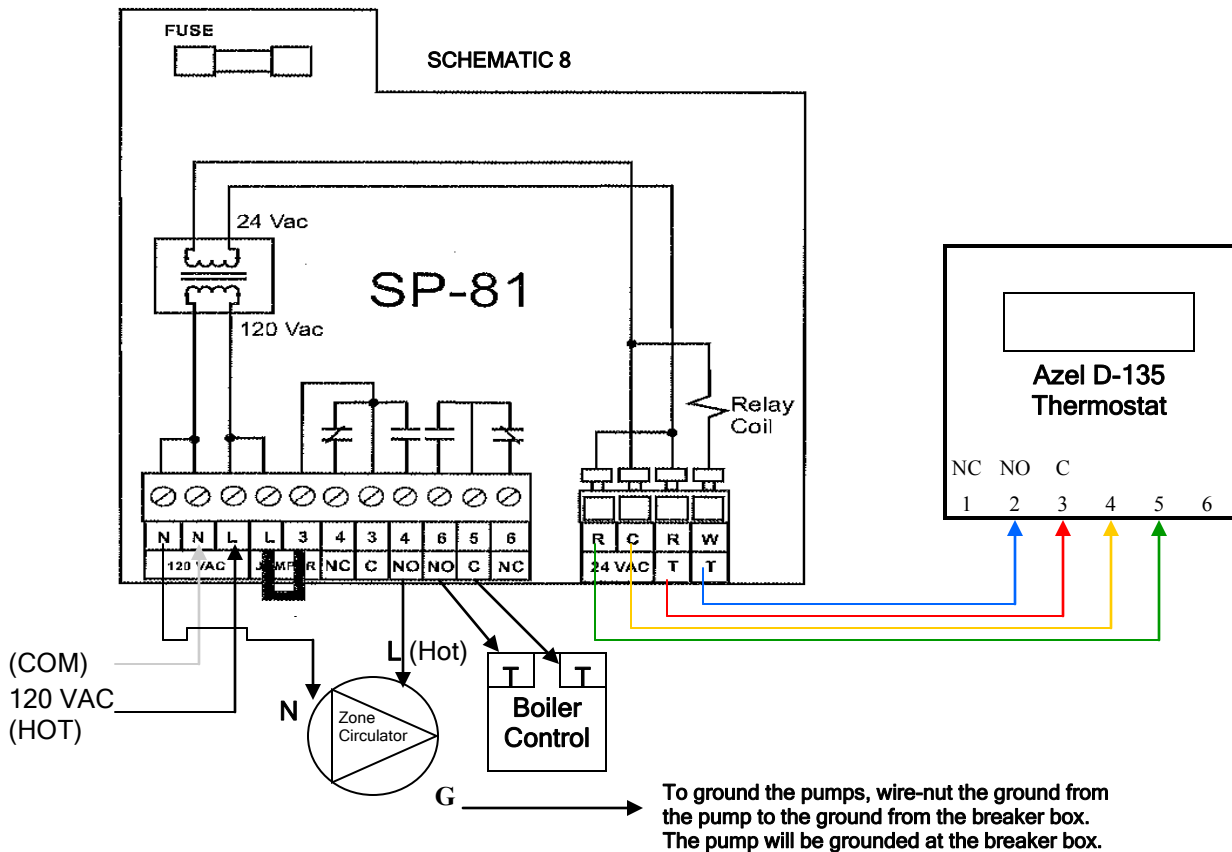 FUSE
SCHEMATIC 8
24 Vac
SP-81
120 Vac
Relay
Coil
Azel D-135
Thermostat
NC NO C
1 2 3 4 5 6
N N L L 3 4 3 4 6 5 6
120 VAC JUMPER NC C NO NO C NC
R C R W
24 VAC T T
(COM)
120 VAC
(HOT)
N
L (Hot)
Zone
Circulator
T T
Boiler
Control
G
To ground the pumps, wire-nut the ground from
the pump to the ground from the breaker box.
The pump will be grounded at the breaker box.